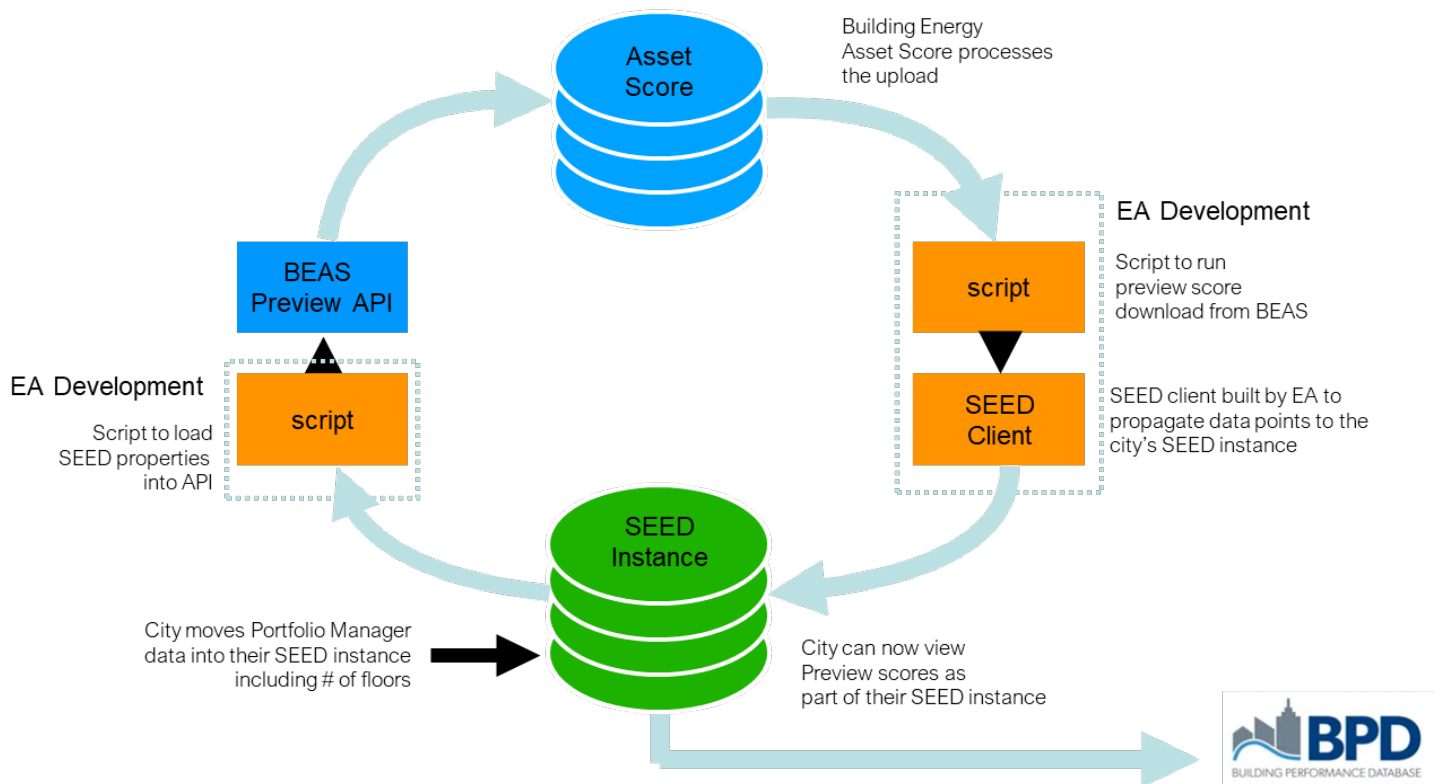 Asset
Score
Building Energy
Asset Score processes
the upload
EA Development
script
Script to run
preview score
download from BEAS
BEAS
Preview API
EA Development
script
Script to load
SEED properties
into API
SEED
Client
SEED client built by EA to
propagate data points to the
city's SEED instance
SEED
Instance
City moves Portfolio Manager
data into their SEED instance
including # of floors
City can now view
Preview scores as
part of their SEED instance
BPD
BUILDING PERFORMANCE DATABASE